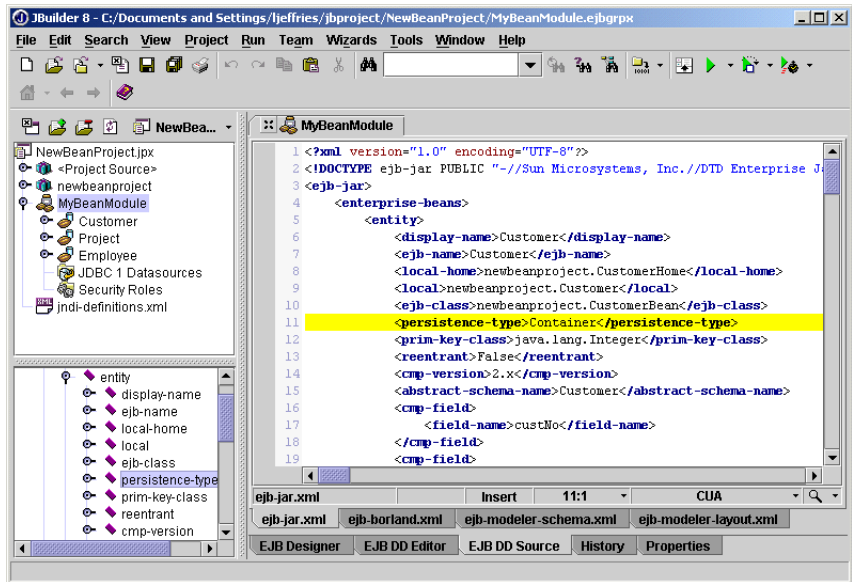 JBuilder 8 - C:/Documents and Settings/ljeffries/jbproject/NewBeanProject/MyBeanModule.ejbgrpx
File Edit Search View Project Run Team Wizards Tools Window Help
NewBea...
NewBeanProject.jpx
<Project Source>
newbeanproject
MyBeanModule
Customer
Project
Employee
JDBC 1 Datasources
Security Roles
jndi-definitions.xml
entity
display-name
ejb-name
local-home
local
ejb-class
persistence-type
prim-key-class
reentrant
cmp-version
MyBeanModule
1 <?xml version="1.0" encoding="UTF-8"?>
2 <!DOCTYPE ejb-jar PUBLIC "-//Sun Microsystems, Inc.//DTD Enterprise J
3 <ejb-jar>
4 <enterprise-beans>
5 <entity>
6 <display-name>Customer</display-name>
7 <ejb-name>Customer</ejb-name>
8 <local-home>newbeanproject.CustomerHome</local-home>
9 <local>newbeanproject.Customer</local>
10 <ejb-class>newbeanproject.CustomerBean</ejb-class>
11 <persistence-type>Container</persistence-type>
12 <prim-key-class>java.lang.Integer</prim-key-class>
13 <reentrant>False</reentrant>
14 <cmp-version>2.x</cmp-version>
15 <abstract-schema-name>Customer</abstract-schema-name>
16 <cmp-field>
17 <field-name>custNo</field-name>
18 </cmp-field>
19 <cmp-field>
ejb-jar.xml Insert 11:1 CUA
ejb-jar.xml ejb-borland.xml ejb-modeler-schema.xml ejb-modeler-layout.xml
EJB Designer EJB DD Editor EJB DD Source History Properties